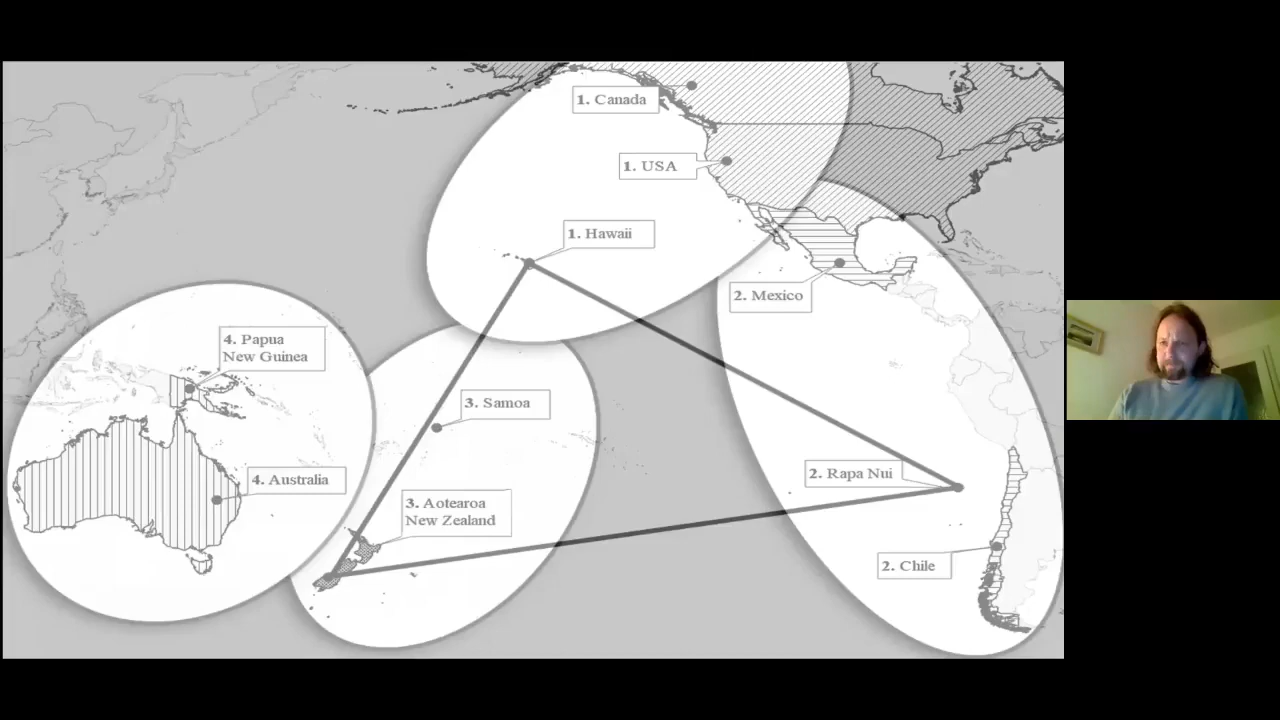 1. Canada
1. USA
1. Hawaii
2. Mexico
4. Papua
New Guinea
3. Samoa
2. Rapa Nui
4. Australia
3. Aotearoa
New Zealand
2. Chile